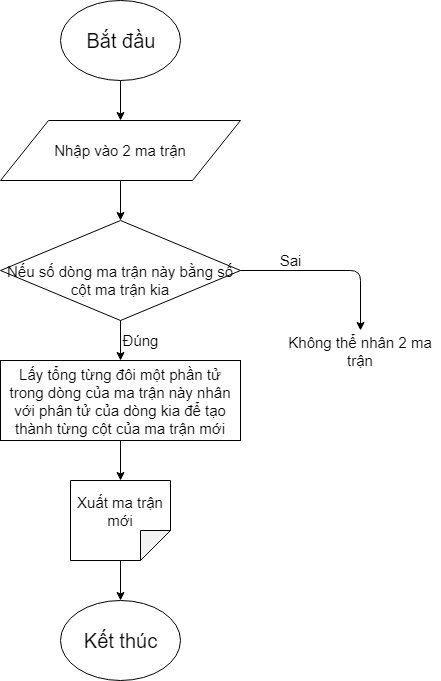 Bắt đầu
Nhập vào 2 ma trận
Nếu số dòng ma trận này bằng số
cột ma trận kia
Sai
Không thể nhân 2 ma
trận
Đúng
Lấy tổng từng đôi một phần tử
trong dòng của ma trận này nhân
với phân tử của dòng kia để tạo
thành từng cột của ma trận mới
Xuất ma trận
mới
Kết thúc